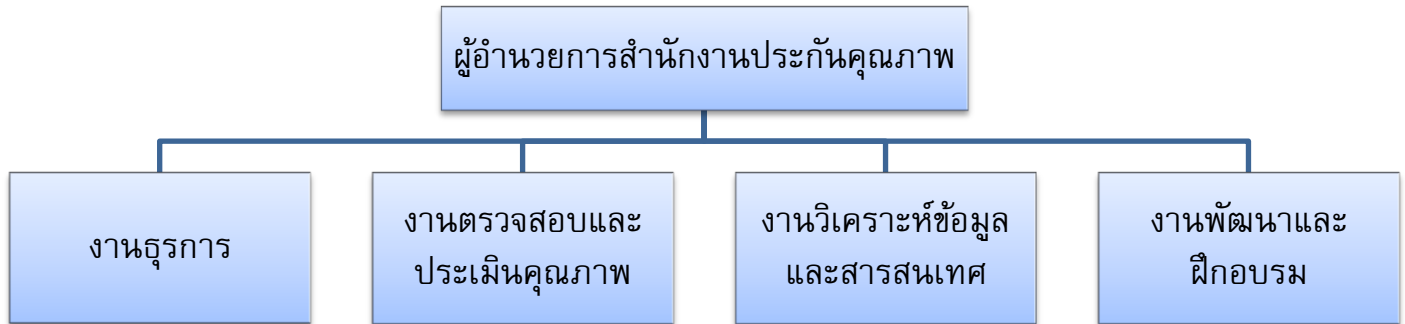 ผู้อำนวยการสำนักงานประกันคุณภาพ
งานธุรการ
งานตรวจสอบและ
ประเมินคุณภาพ
งานวิเคราะห์ข้อมูล
และสารสนเทศ
งานพัฒนาและ
ฝึกอบรม